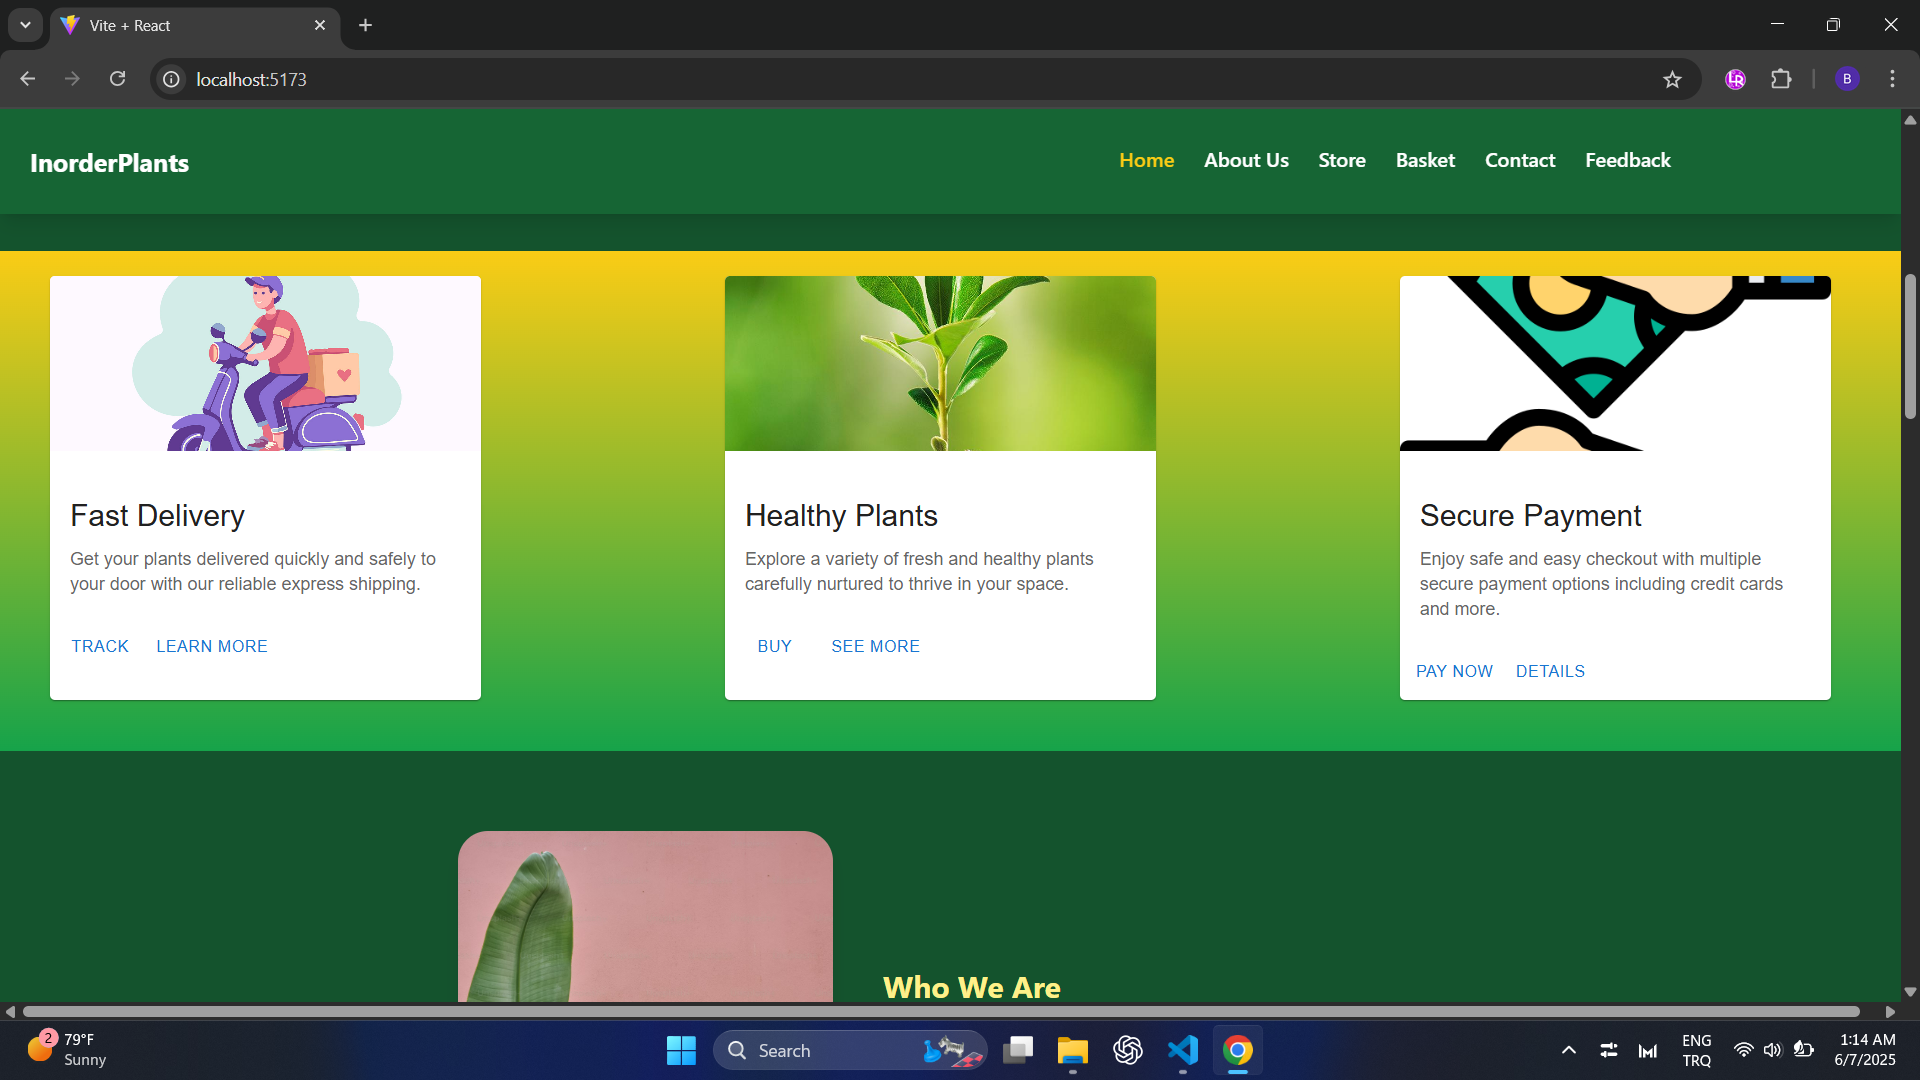 Vite + React
localhost:5173
B
InorderPlants
Home About Us Store Basket Contact Feedback
Fast Delivery
Get your plants delivered quickly and safely to
your door with our reliable express shipping.
TRACK LEARN MORE
Healthy Plants
Explore a variety of fresh and healthy plants
carefully nurtured to thrive in your space.
BUY SEE MORE
Secure Payment
Enjoy safe and easy checkout with multiple
secure payment options including credit cards
and more.
PAY NOW DETAILS
Who We Are
2
79°F
Sunny
Search
ENG
TRQ
1:14 AM
6/7/2025